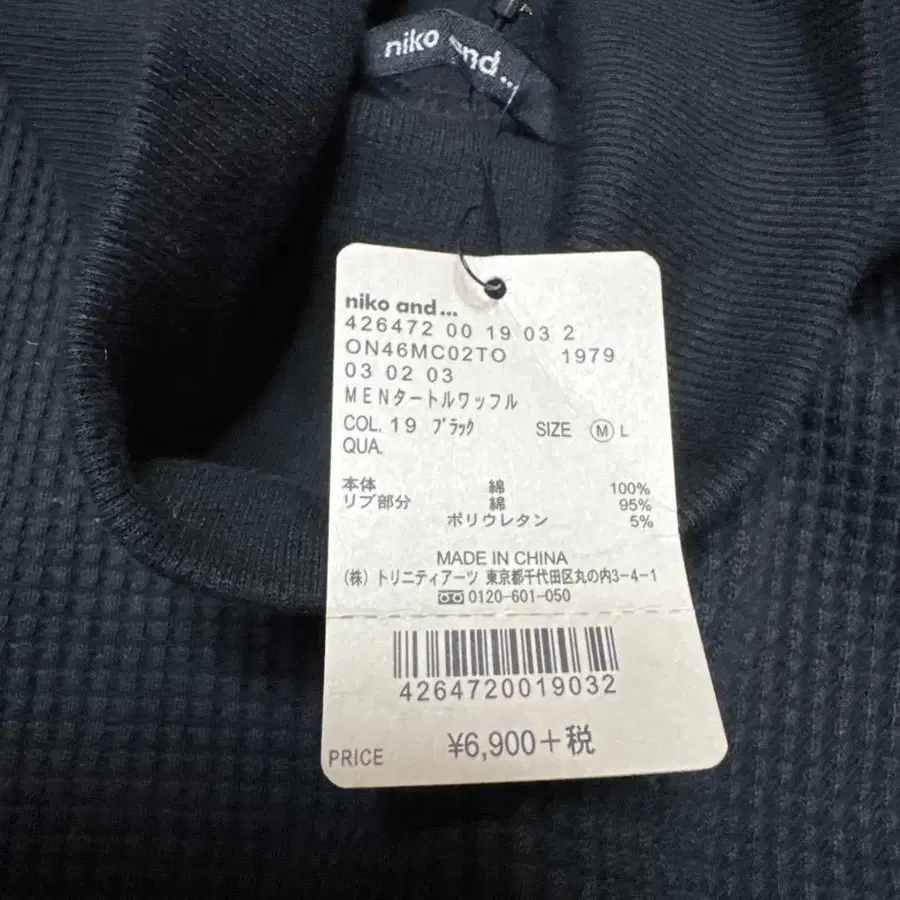 niko and...
niko and...
426472 00 19 03 2
ON46MC02TO 1979
03 02 03
MENタートルワッフル
COL. 19 ブラック SIZE M L
QUA.
本体 綿 100%
リブ部分 綿 95%
ポリウレタン 5%
MADE IN CHINA
(株) トリニティアーツ 東京都千代田区丸の内3-4-1
0120-601-050
4264720019032
PRICE ¥6,900+税